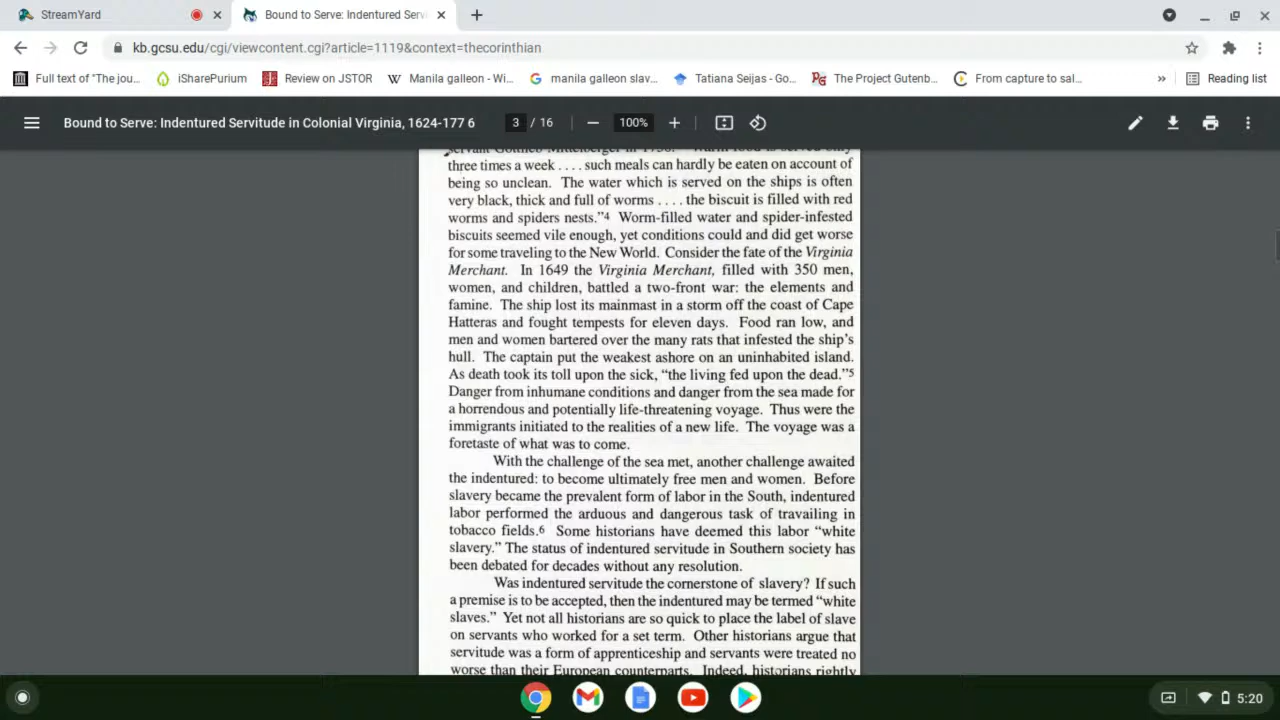 StreamYard
Bound to Serve: Indentured Serv
kb.gcsu.edu/cgi/viewcontent.cgi?article=1119&context=thecorinthian
Full text of "The jou...
iSharePurium
Review on JSTOR
W Manila galleon - Wi...
G manila galleon slav...
Tatiana Seijas - Go...
PG The Project Gutenb...
From capture to sal...
»
Reading list
Bound to Serve: Indentured Servitude in Colonial Virginia, 1624-177 6
3 / 16
100%
three times a week . . . . such meals can hardly be eaten on account of
being so unclean. The water which is served on the ships is often
very black, thick and full of worms . . . . the biscuit is filled with red
worms and spiders nests."4 Worm-filled water and spider-infested
biscuits seemed vile enough, yet conditions could and did get worse
for some traveling to the New World. Consider the fate of the Virginia
Merchant. In 1649 the Virginia Merchant, filled with 350 men,
women, and children, battled a two-front war: the elements and
famine. The ship lost its mainmast in a storm off the coast of Cape
Hatteras and fought tempests for eleven days. Food ran low, and
men and women bartered over the many rats that infested the ship's
hull. The captain put the weakest ashore on an uninhabited island.
As death took its toll upon the sick, "the living fed upon the dead."5
Danger from inhumane conditions and danger from the sea made for
a horrendous and potentially life-threatening voyage. Thus were the
immigrants initiated to the realities of a new life. The voyage was a
foretaste of what was to come.
With the challenge of the sea met, another challenge awaited
the indentured: to become ultimately free men and women. Before
slavery became the prevalent form of labor in the South, indentured
labor performed the arduous and dangerous task of travailing in
tobacco fields.6 Some historians have deemed this labor "white
slavery." The status of indentured servitude in Southern society has
been debated for decades without any resolution.
Was indentured servitude the cornerstone of slavery? If such
a premise is to be accepted, then the indentured may be termed "white
slaves." Yet not all historians are so quick to place the label of slave
on servants who worked for a set term. Other historians argue that
servitude was a form of apprenticeship and servants were treated no
worse than their European counterparts. Indeed, historians rightly
5:20